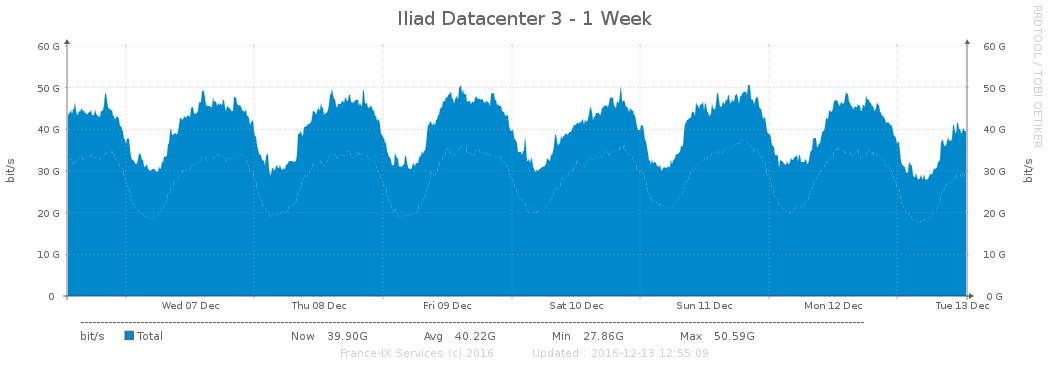 Iliad Datacenter 3 - 1 Week
RRDTOOL / TOBI OETIKER
60 G 60 G
50 G 50 G
40 G 40 G
30 G 30 G
20 G 20 G
10 G 10 G
0 0 G
bit/s
bit/s
Wed 07 Dec Thu 08 Dec Fri 09 Dec Sat 10 Dec Sun 11 Dec Mon 12 Dec Tue 13 Dec
bit/s Total Now 39.90G Avg 40.22G Min 27.86G Max 50.59G
France-IX Services (c) 2016 Updated : 2016-12-13 12:55:09